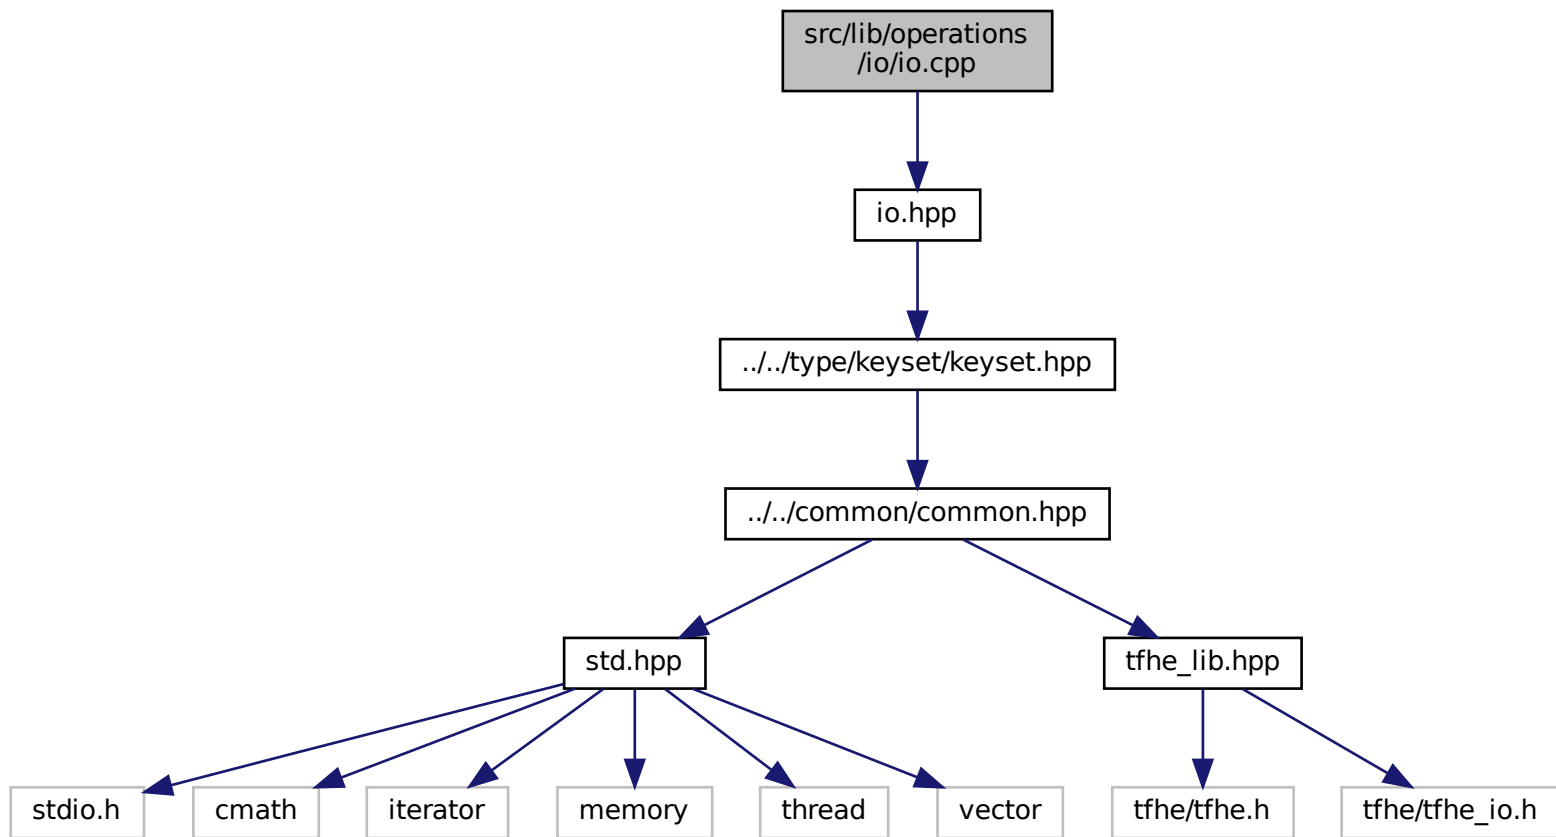 src/lib/operations
/io/io.cpp
io.hpp
../../type/keyset/keyset.hpp
../../common/common.hpp
std.hpp
tfhe_lib.hpp
stdio.h
cmath
iterator
memory
thread
vector
tfhe/tfhe.h
tfhe/tfhe_io.h